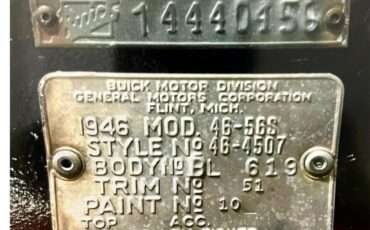 Buick 14440456
BUICK MOTOR DIVISION
GENERAL MOTORS CORPORATION
FLINT, MICH.
1946 MOD. 46-56S
STYLE NO 46-4507
BODY NO BL 619
TRIM NO 51
PAINT NO 10
TOP ACC.